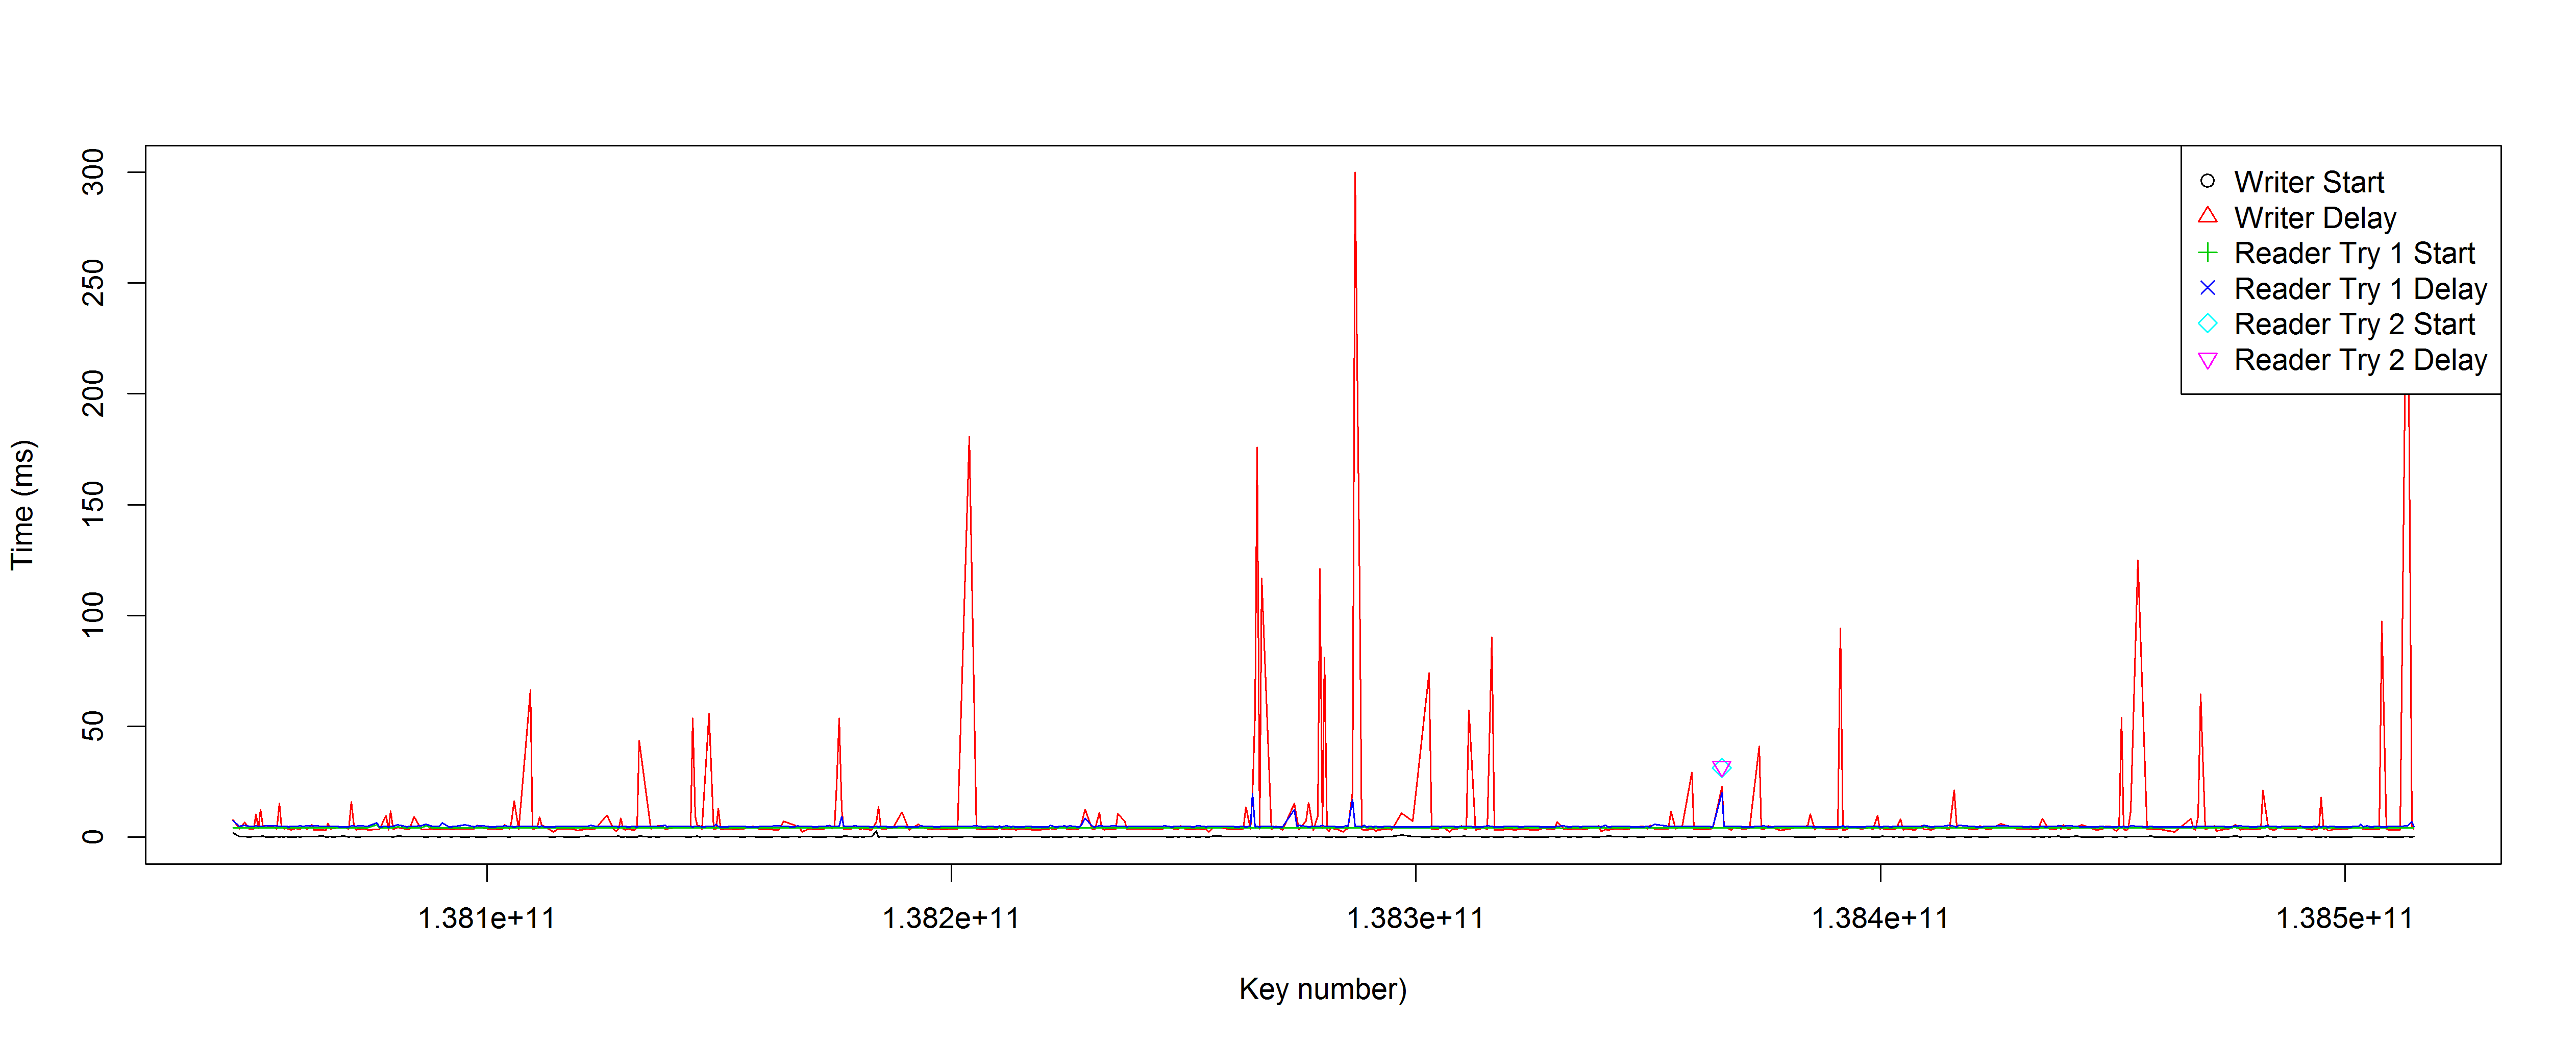 Time (ms)
300
250
200
150
100
50
0
Writer Start
Writer Delay
Reader Try 1 Start
Reader Try 1 Delay
Reader Try 2 Start
Reader Try 2 Delay
1.381e+11 1.382e+11 1.383e+11 1.384e+11 1.385e+11
Key number)